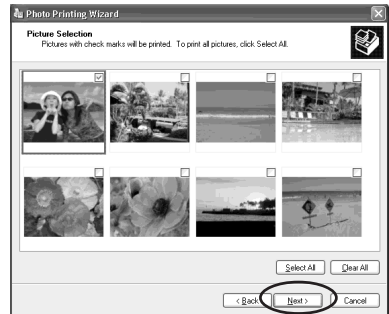 Photo Printing Wizard
Picture Selection
Pictures with check marks will be printed. To print all pictures, click Select All.
Select All Clear All
< Back Next > Cancel